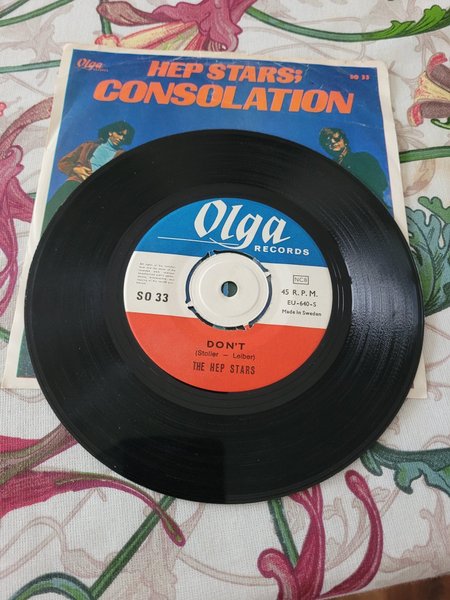 Olga
RECORDS
HEP STARS;
SO 33
CONSOLATION
Olga
RECORDS
NCB
SO 33
45 R. P. M.
EU-640-S
Made in Sweden
DON'T
(Stoller – Leiber)
THE HEP STARS